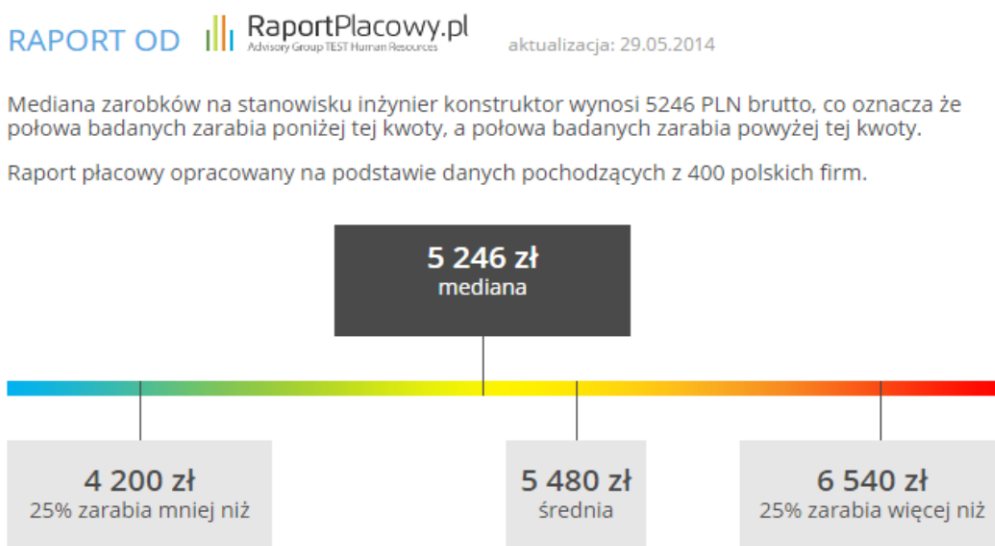 RAPORT OD
RaportPlacowy.pl
Advisory Group TEST Human Resources
aktualizacja: 29.05.2014
Mediana zarobków na stanowisku inżynier konstruktor wynosi 5246 PLN brutto, co oznacza że
połowa badanych zarabia poniżej tej kwoty, a połowa badanych zarabia powyżej tej kwoty.
Raport płacowy opracowany na podstawie danych pochodzących z 400 polskich firm.
5 246 zł
mediana
4 200 zł
25% zarabia mniej niż
5 480 zł
średnia
6 540 zł
25% zarabia więcej niż